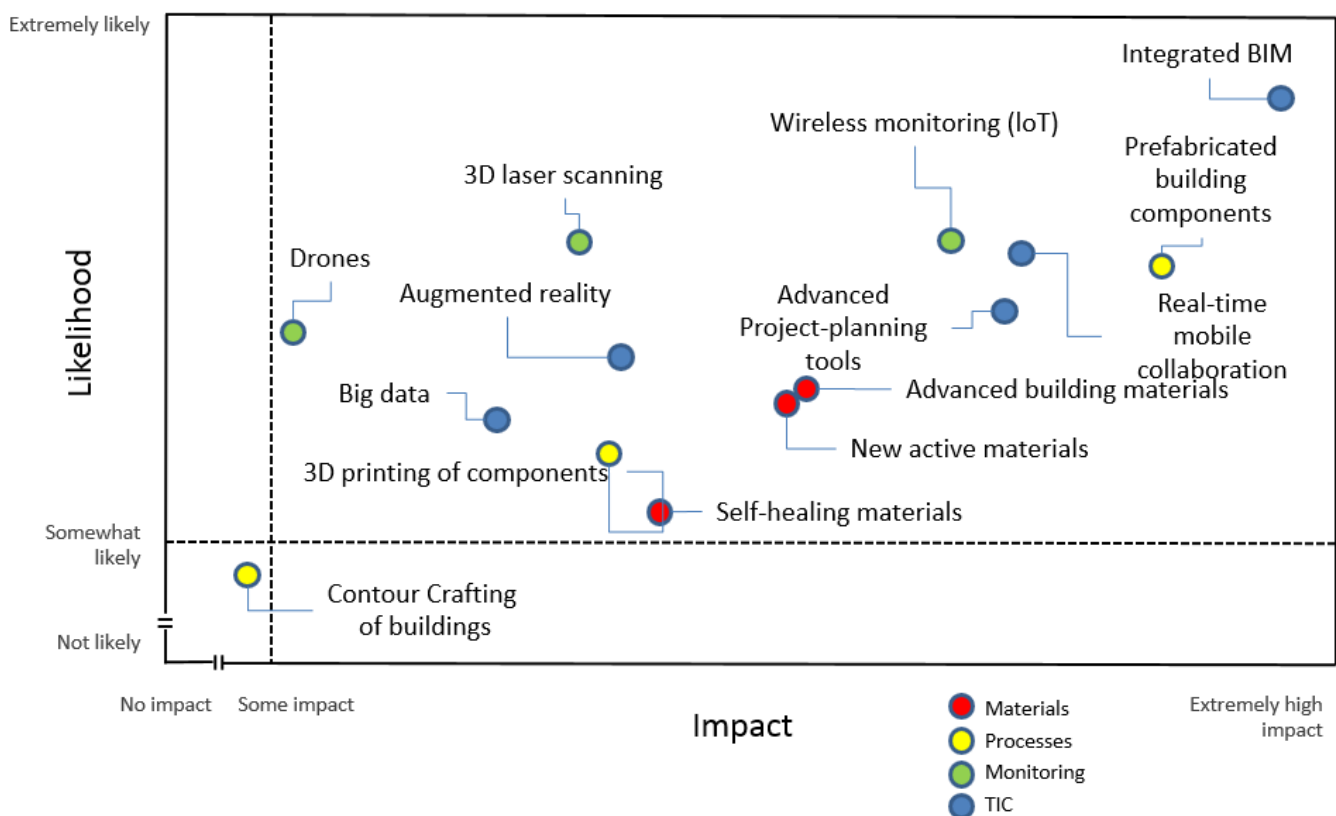 Extremely likely
Integrated BIM
Wireless monitoring (IoT)
Prefabricated
building
components
3D laser scanning
Drones
Augmented reality
Advanced
Project-planning
tools
Real-time
mobile
collaboration
Likelihood
Big data
Advanced building materials
New active materials
3D printing of components
Self-healing materials
Somewhat
likely
Contour Crafting
of buildings
Not likely
No impact
Some impact
Impact
Extremely high
impact
Materials
Processes
Monitoring
TIC